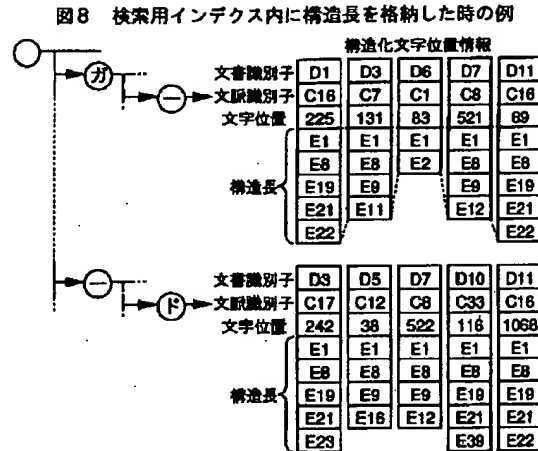 図8 検索用インデクス内に構造長を格納した時の例
構造化文字位置情報
ガ
ー
文書識別子 D1 D3 D6 D7 D11
文脈識別子 C16 C7 C1 C8 C16
文字位置 225 131 83 521 89
構造長
E1 E1 E1 E1 E1
E8 E8 E2 E8 E8
E19 E9 E9 E19
E21 E11 E12 E21
E22 E22
ー
ド
文書識別子 D3 D5 D7 D10 D11
文脈識別子 C17 C12 C8 C33 C16
文字位置 242 38 522 116 1068
構造長
E1 E1 E1 E1 E1
E8 E8 E8 E8 E8
E19 E9 E9 E19 E19
E21 E16 E12 E21 E21
E23 E39 E22